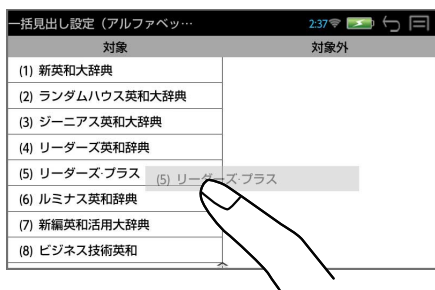 一括見出し設定（アルファベッ…
2:37
対象
対象外
(1) 新英和大辞典
(2) ランダムハウス英和大辞典
(3) ジーニアス英和大辞典
(4) リーダーズ英和辞典
(5) リーダーズ・プラス
(5) リーダーズ・プラス
(6) ルミナス英和辞典
(7) 新編英和活用大辞典
(8) ビジネス技術英和